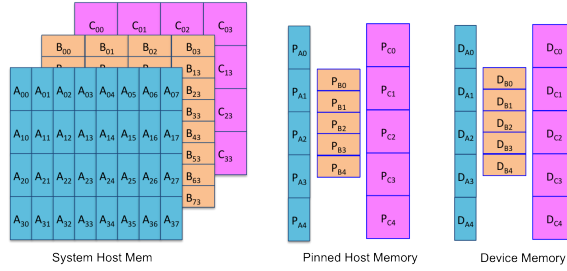 C00 C01 C02 C03
B00 B01 B02 B03
A00 A01 A02 A03 A04 A05 A06 A07
B13
C13
B23
A10 A11 A12 A13 A14 A15 A16 A17
B33
C23
B43
B53
A20 A21 A22 A23 A24 A25 A26 A27
C33
B63
B73
A30 A31 A32 A33 A34 A35 A36 A37
System Host Mem
PA0 PA1 PA2 PA3 PA4
PB0 PB1 PB2 PB3 PB4
PC0 PC1 PC2 PC3 PC4
Pinned Host Memory
DA0 DA1 DA2 DA3 DA4
DB0 DB1 DB2 DB3 DB4
DC0 DC1 DC2 DC3 DC4
Device Memory